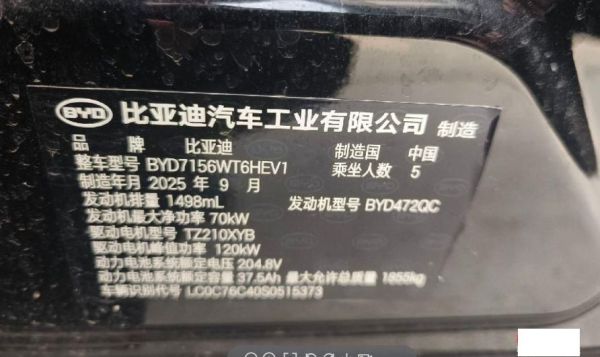 BYD 比亚迪汽车工业有限公司 制造
品牌 比亚迪 制造国 中国
整车型号 BYD7156WT6HEV1 乘坐人数 5
制造年月 2025 年 9 月
发动机排量 1498mL 发动机型号 BYD472QC
发动机最大净功率 70kW
驱动电机型号 TZ210XYB
驱动电机峰值功率 120kW
动力电池系统额定电压 204.8V
动力电池系统额定容量 37.5Ah 最大允许总质量 1855kg
车辆识别代号 LC0C76C40S0515373